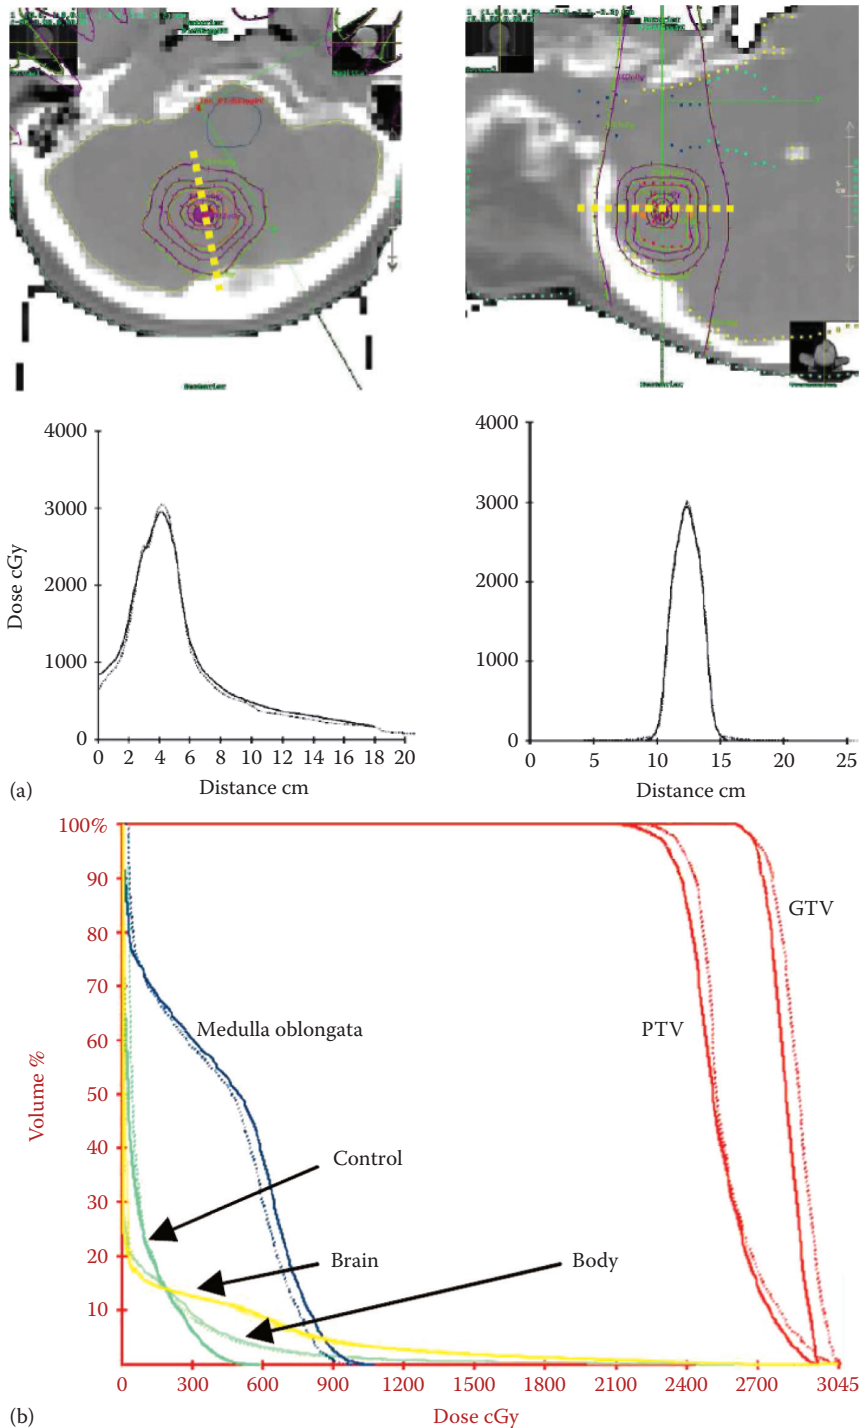 4000
3000
2000
1000
0
Dose cGy
0 2 4 6 8 10 12 14 16 18 20
Distance cm
4000
3000
2000
1000
0
0 5 10 15 20 25
Distance cm
(a)
100%
90
80
70
60
50
40
30
20
10
Volume %
GTV
Medulla oblongata
PTV
Control
Brain
Body
0 300 600 900 1200 1500 1800 2100 2400 2700 3045
Dose cGy
(b)